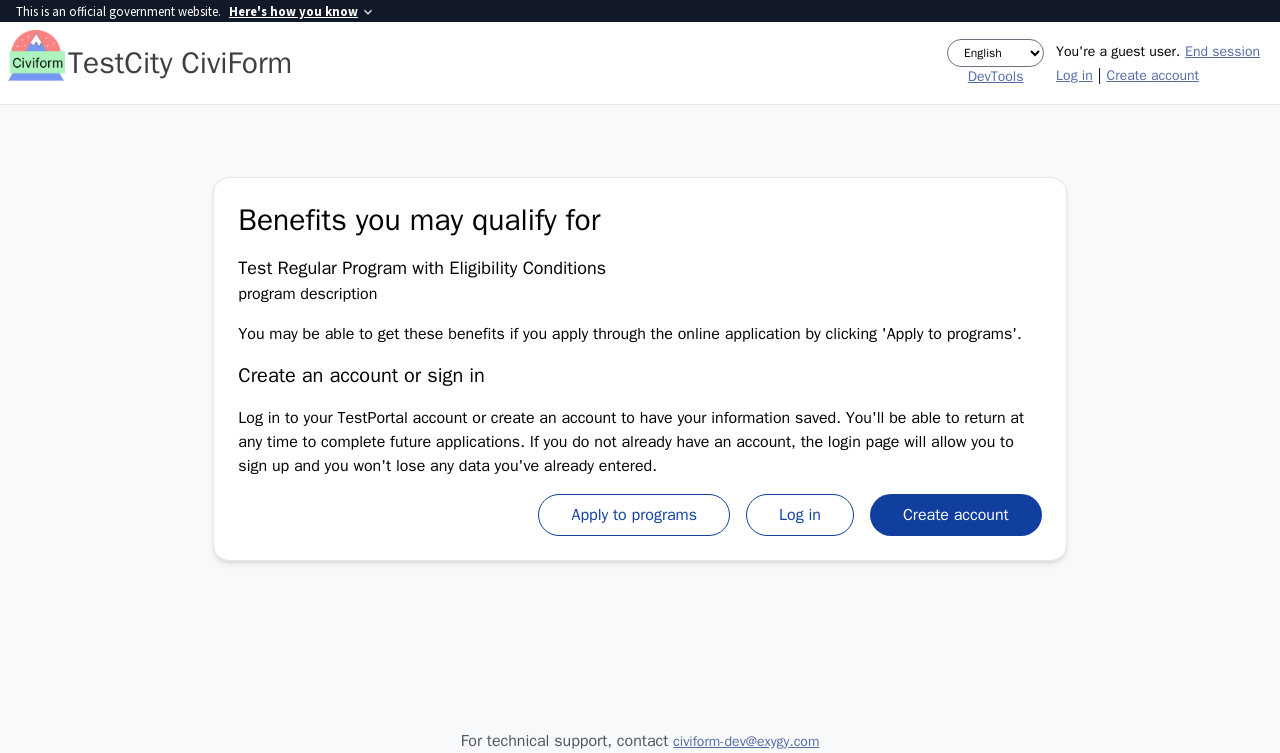 This is an official government website. Here's how you know
Civiform
TestCity CiviForm
English
DevTools
You're a guest user. End session
Log in | Create account
Benefits you may qualify for
Test Regular Program with Eligibility Conditions
program description
You may be able to get these benefits if you apply through the online application by clicking 'Apply to programs'.
Create an account or sign in
Log in to your TestPortal account or create an account to have your information saved. You'll be able to return at
any time to complete future applications. If you do not already have an account, the login page will allow you to
sign up and you won't lose any data you've already entered.
Apply to programs
Log in
Create account
For technical support, contact civiform-dev@exygy.com